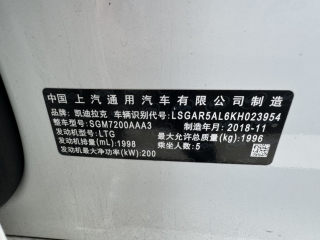 中国 上汽通用汽车有限公司 制造
品牌：凯迪拉克 车辆识别代号：LSGAR5AL6KH023954
整车型号：SGM7200AAA3 制造年月：2018-11
发动机型号：LTG 最大允许总质量(kg)：1996
发动机排量(mL)：1998 乘坐人数：5
发动机最大净功率(kW)：200